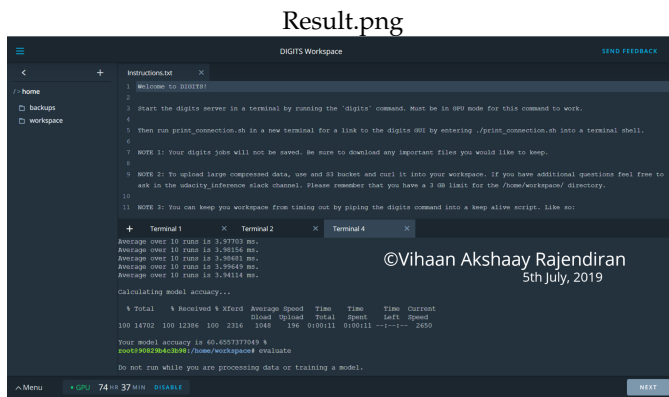 Result.png
DIGITS Workspace
SEND FEEDBACK
Instructions.txt
/ > home
backups
workspace
1 Welcome to DIGITS!
2
3 Start the digits server in a terminal by running the `digits` command. Must be in GPU mode for this command to work.
4
5 Then run print_connection.sh in a new terminal for a link to the digits GUI by entering ./print_connection.sh into a terminal shell.
6
7 NOTE 1: Your digits jobs will not be saved. Be sure to download any important files you would like to keep.
8
9 NOTE 2: To upload large compressed data, use and S3 bucket and curl it into your workspace. If you have additional questions feel free to
ask in the udacity_inference slack channel. Please remember that you have a 3 GB limit for the /home/workspace/ directory.
10
11 NOTE 3: You can keep you workspace from timing out by piping the digits command into a keep alive script. Like so:
+ Terminal 1 × Terminal 2 × Terminal 4 ×
Average over 10 runs is 3.97703 ms.
Average over 10 runs is 3.98156 ms.
Average over 10 runs is 3.98681 ms.
Average over 10 runs is 3.99649 ms.
Average over 10 runs is 3.94114 ms.
©Vihaan Akshaay Rajendiran
5th July, 2019
Calculating model accuacy...
% Total % Received % Xferd Average Speed Time Time Time Current
Dload Upload Total Spent Left Speed
100 14702 100 12386 100 2316 1048 196 0:00:11 0:00:11 --:--:-- 2650
Your model accuacy is 60.6557377049 %
root@90829b4c3b98:/home/workspace# evaluate
Do not run while you are processing data or training a model.
Menu GPU 74 HR 37 MIN DISABLE NEXT